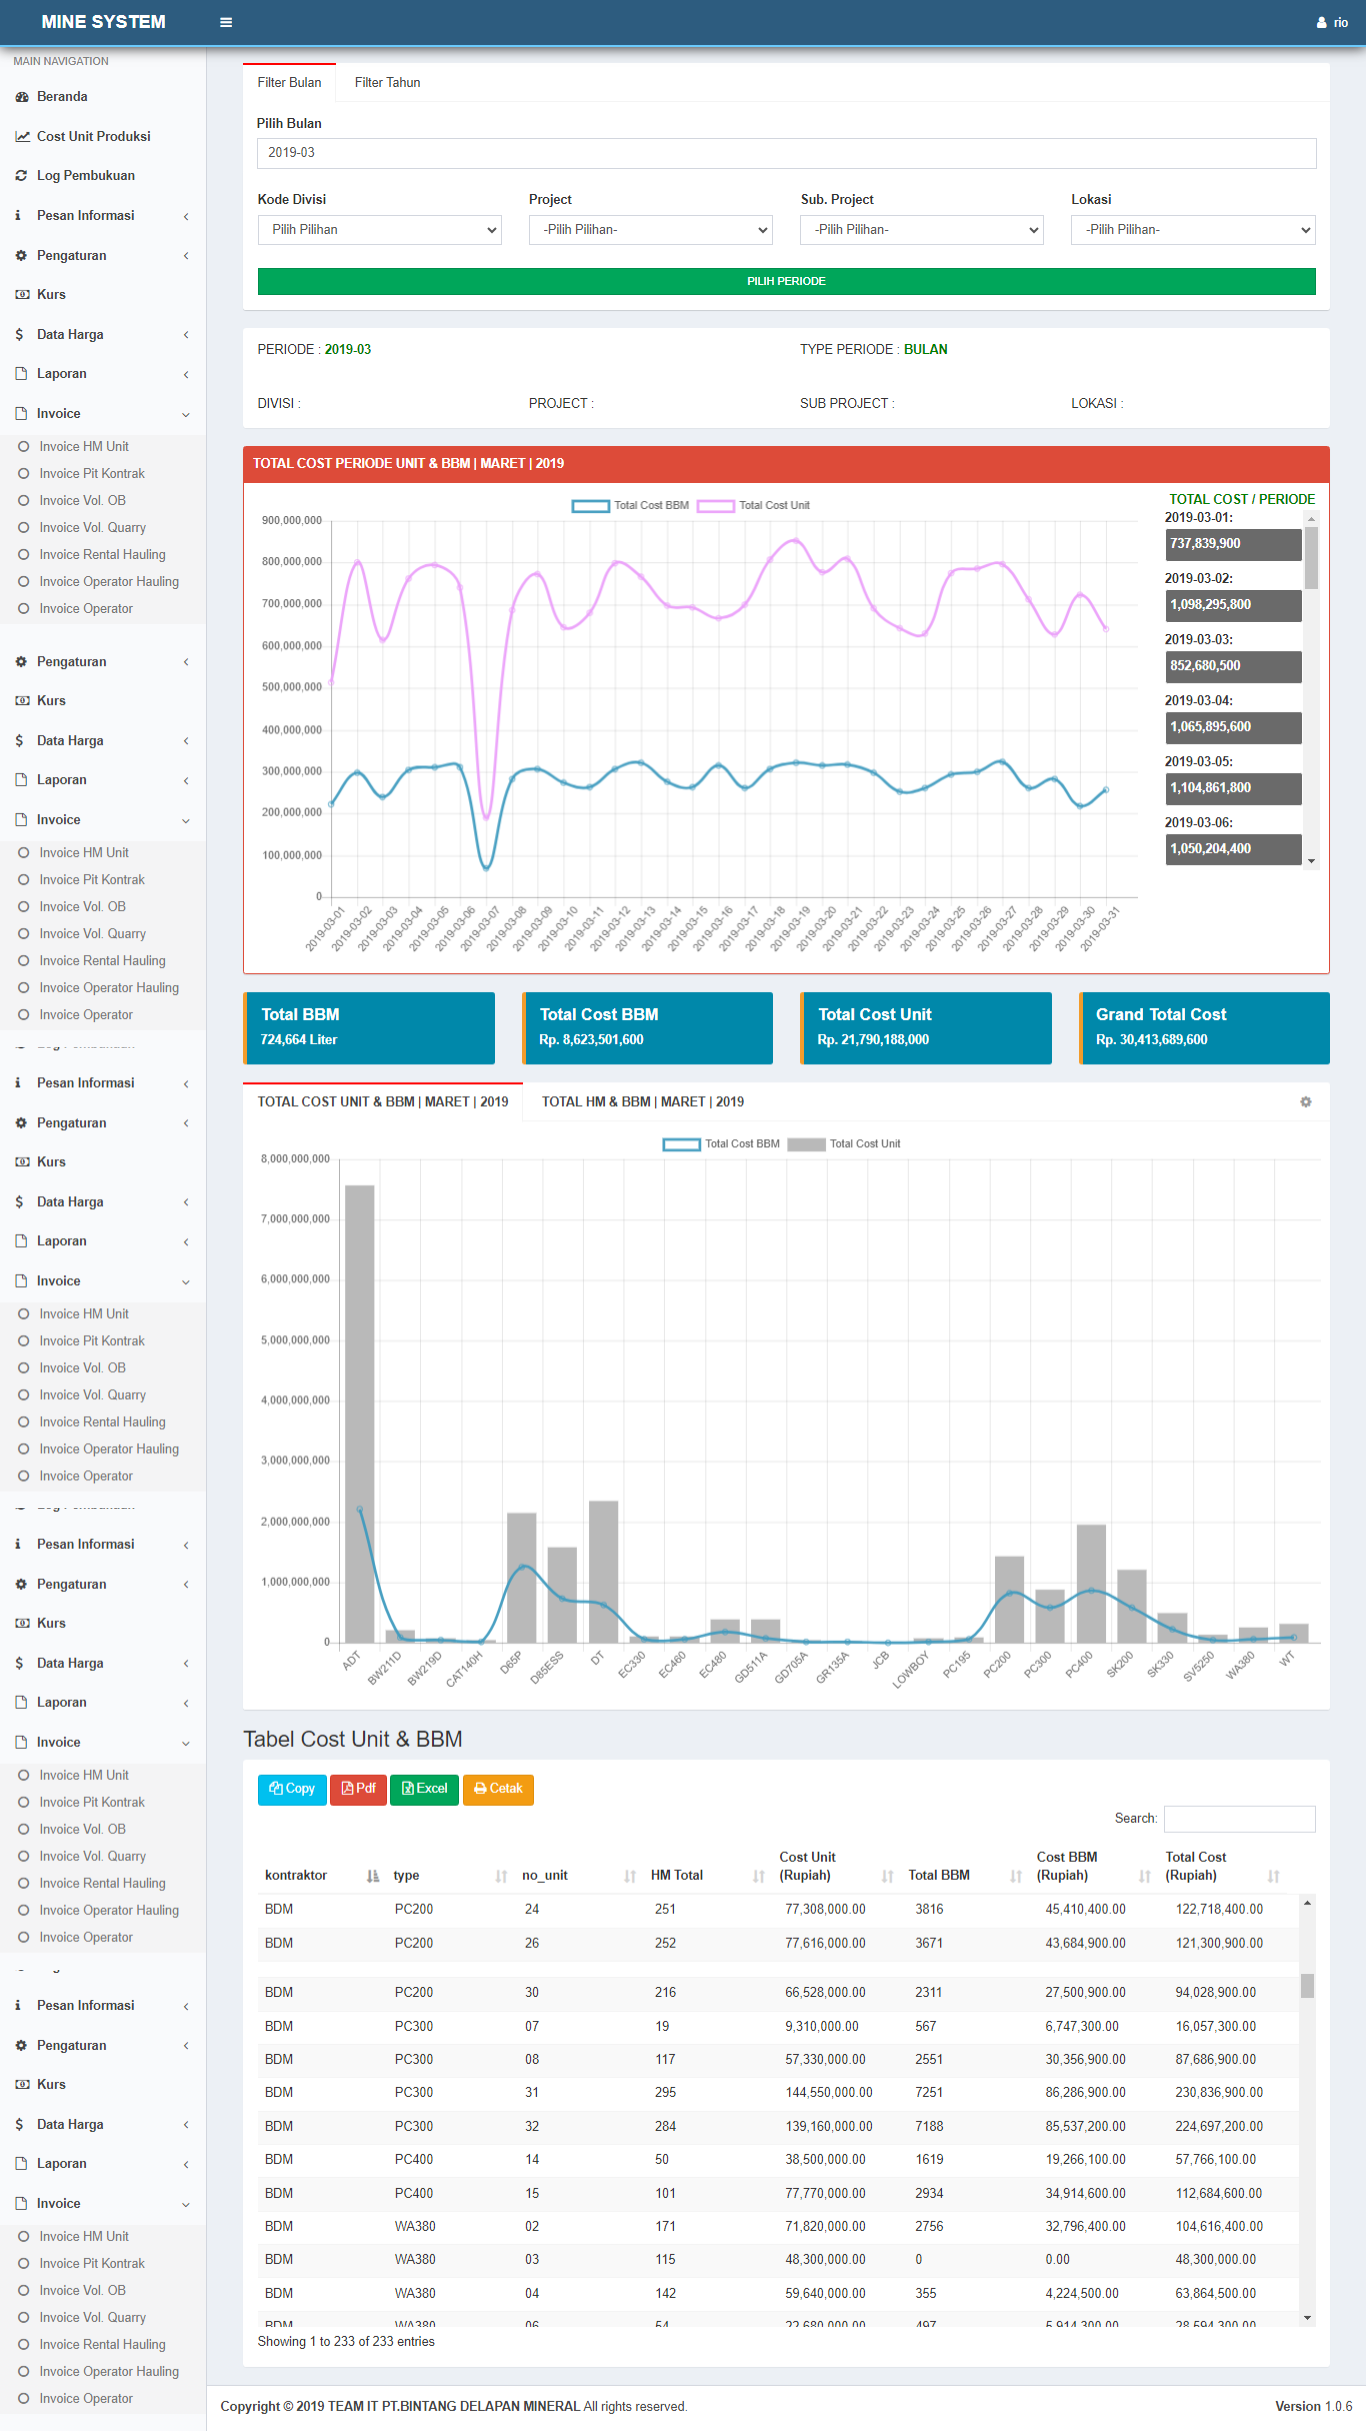 MINE SYSTEM
rio
MAIN NAVIGATION
Beranda
Cost Unit Produksi
Log Pembukuan
Pesan Informasi
Pengaturan
Kurs
Data Harga
Laporan
Invoice
Invoice HM Unit
Invoice Pit Kontrak
Invoice Vol. OB
Invoice Vol. Quarry
Invoice Rental Hauling
Invoice Operator Hauling
Invoice Operator
Pengaturan
Kurs
Data Harga
Laporan
Invoice
Invoice HM Unit
Invoice Pit Kontrak
Invoice Vol. OB
Invoice Vol. Quarry
Invoice Rental Hauling
Invoice Operator Hauling
Invoice Operator
Pesan Informasi
Pengaturan
Kurs
Data Harga
Laporan
Invoice
Invoice HM Unit
Invoice Pit Kontrak
Invoice Vol. OB
Invoice Vol. Quarry
Invoice Rental Hauling
Invoice Operator Hauling
Invoice Operator
Pesan Informasi
Pengaturan
Kurs
Data Harga
Laporan
Invoice
Invoice HM Unit
Invoice Pit Kontrak
Invoice Vol. OB
Invoice Vol. Quarry
Invoice Rental Hauling
Invoice Operator Hauling
Invoice Operator
Pesan Informasi
Pengaturan
Kurs
Data Harga
Laporan
Invoice
Invoice HM Unit
Invoice Pit Kontrak
Invoice Vol. OB
Invoice Vol. Quarry
Invoice Rental Hauling
Invoice Operator Hauling
Invoice Operator
Filter Bulan Filter Tahun
Pilih Bulan
2019-03
Kode Divisi Project Sub. Project Lokasi
Pilih Pilihan -Pilih Pilihan- -Pilih Pilihan- -Pilih Pilihan-
PILIH PERIODE
PERIODE : 2019-03 TYPE PERIODE : BULAN
DIVISI : PROJECT : SUB PROJECT : LOKASI :
TOTAL COST PERIODE UNIT & BBM | MARET | 2019
Total Cost BBM Total Cost Unit
900,000,000
800,000,000
700,000,000
600,000,000
500,000,000
400,000,000
300,000,000
200,000,000
100,000,000
0
2019-03-01 2019-03-02 2019-03-03 2019-03-04 2019-03-05 2019-03-06 2019-03-07 2019-03-08 2019-03-09 2019-03-10 2019-03-11 2019-03-12 2019-03-13 2019-03-14 2019-03-15 2019-03-16 2019-03-17 2019-03-18 2019-03-19 2019-03-20 2019-03-21 2019-03-22 2019-03-23 2019-03-24 2019-03-25 2019-03-26 2019-03-27 2019-03-28 2019-03-29 2019-03-30 2019-03-31
TOTAL COST / PERIODE
2019-03-01:
737,839,900
2019-03-02:
1,098,295,800
2019-03-03:
852,680,500
2019-03-04:
1,065,895,600
2019-03-05:
1,104,861,800
2019-03-06:
1,050,204,400
Total BBM
724,664 Liter
Total Cost BBM
Rp. 8,623,501,600
Total Cost Unit
Rp. 21,790,188,000
Grand Total Cost
Rp. 30,413,689,600
TOTAL COST UNIT & BBM | MARET | 2019 TOTAL HM & BBM | MARET | 2019
Total Cost BBM Total Cost Unit
8,000,000,000
7,000,000,000
6,000,000,000
5,000,000,000
4,000,000,000
3,000,000,000
2,000,000,000
1,000,000,000
0
ADT BW211D BW219D CAT140H D65P D85ESS DT EC330 EC460 EC480 GD511A GD705A GR135A JCB LOWBOY PC195 PC200 PC300 PC400 SK200 SK330 SV5250 WA380 WT
Tabel Cost Unit & BBM
Copy Pdf Excel Cetak
Search:
kontraktor type no_unit HM Total Cost Unit (Rupiah) Total BBM Cost BBM (Rupiah) Total Cost (Rupiah)
BDM PC200 24 251 77,308,000.00 3816 45,410,400.00 122,718,400.00
BDM PC200 26 252 77,616,000.00 3671 43,684,900.00 121,300,900.00
BDM PC200 30 216 66,528,000.00 2311 27,500,900.00 94,028,900.00
BDM PC300 07 19 9,310,000.00 567 6,747,300.00 16,057,300.00
BDM PC300 08 117 57,330,000.00 2551 30,356,900.00 87,686,900.00
BDM PC300 31 295 144,550,000.00 7251 86,286,900.00 230,836,900.00
BDM PC300 32 284 139,160,000.00 7188 85,537,200.00 224,697,200.00
BDM PC400 14 50 38,500,000.00 1619 19,266,100.00 57,766,100.00
BDM PC400 15 101 77,770,000.00 2934 34,914,600.00 112,684,600.00
BDM WA380 02 171 71,820,000.00 2756 32,796,400.00 104,616,400.00
BDM WA380 03 115 48,300,000.00 0 0.00 48,300,000.00
BDM WA380 04 142 59,640,000.00 355 4,224,500.00 63,864,500.00
BDM WA380 06 54 22,680,000.00 497 5,914,300.00 28,594,300.00
Showing 1 to 233 of 233 entries
Copyright © 2019 TEAM IT PT.BINTANG DELAPAN MINERAL All rights reserved.
Version 1.0.6